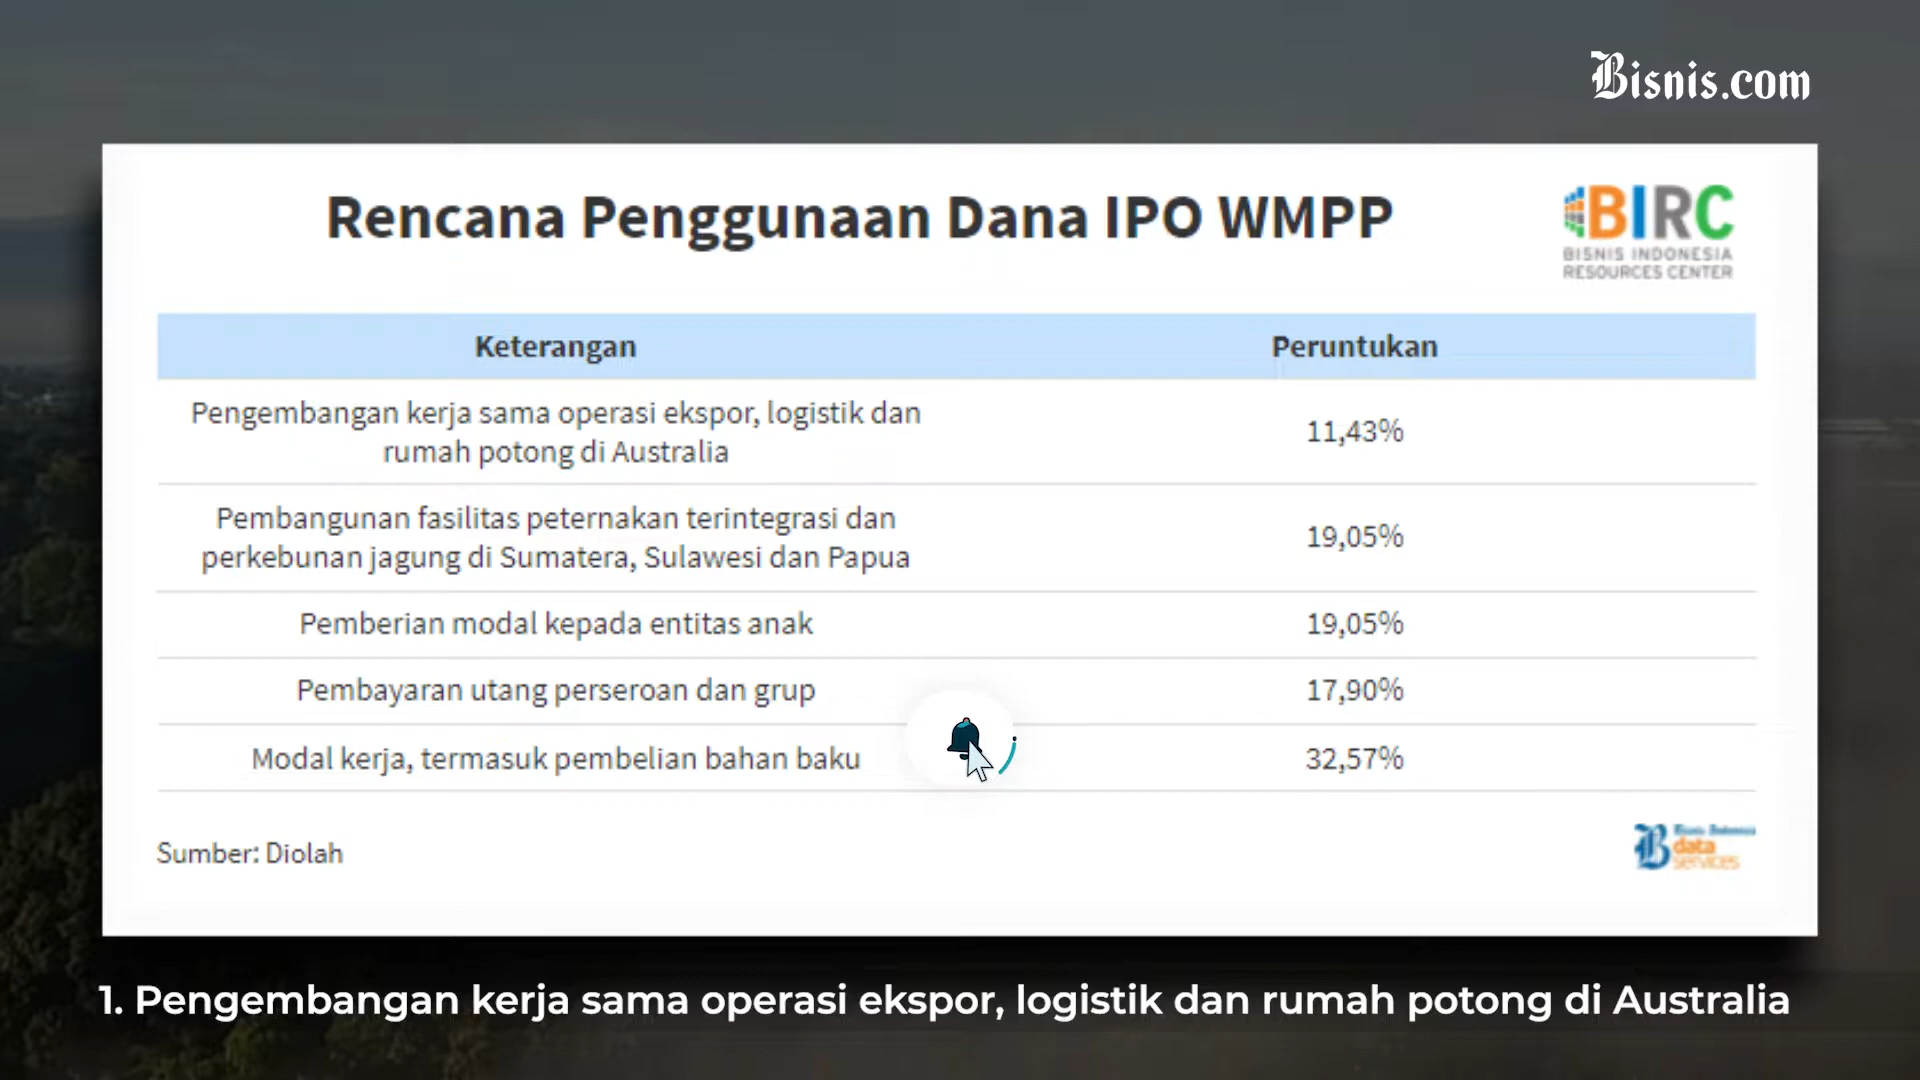 Bisnis.com
Rencana Penggunaan Dana IPO WMPP
BIRC
BISNIS INDONESIA
RESOURCES CENTER
Keterangan Peruntukan
Pengembangan kerja sama operasi ekspor, logistik dan
rumah potong di Australia
11,43%
Pembangunan fasilitas peternakan terintegrasi dan
perkebunan jagung di Sumatera, Sulawesi dan Papua
19,05%
Pemberian modal kepada entitas anak 19,05%
Pembayaran utang perseroan dan grup 17,90%
Modal kerja, termasuk pembelian bahan baku 32,57%
Sumber: Diolah
Bisnis Indonesia
data
services
1. Pengembangan kerja sama operasi ekspor, logistik dan rumah potong di Australia